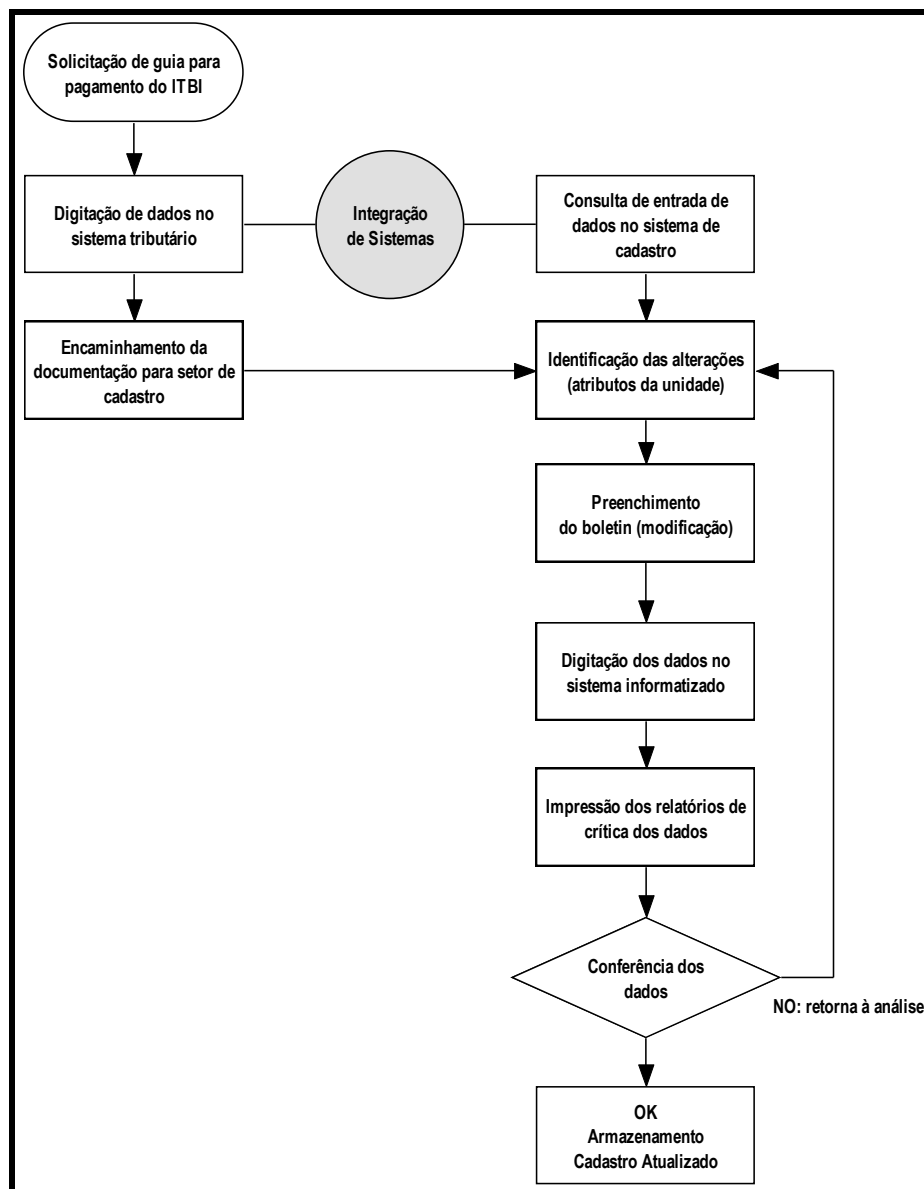 Solicitação de guia para
pagamento do ITBI
Digitação de dados no
sistema tributário
Integração
de Sistemas
Consulta de entrada de
dados no sistema de
cadastro
Encaminhamento da
documentação para setor de
cadastro
Identificação das alterações
(atributos da unidade)
Preenchimento
do boletin (modificação)
Digitação dos dados no
sistema informatizado
Impressão dos relatórios de
crítica dos dados
Conferência dos
dados
NO: retorna à análise
OK
Armazenamento
Cadastro Atualizado